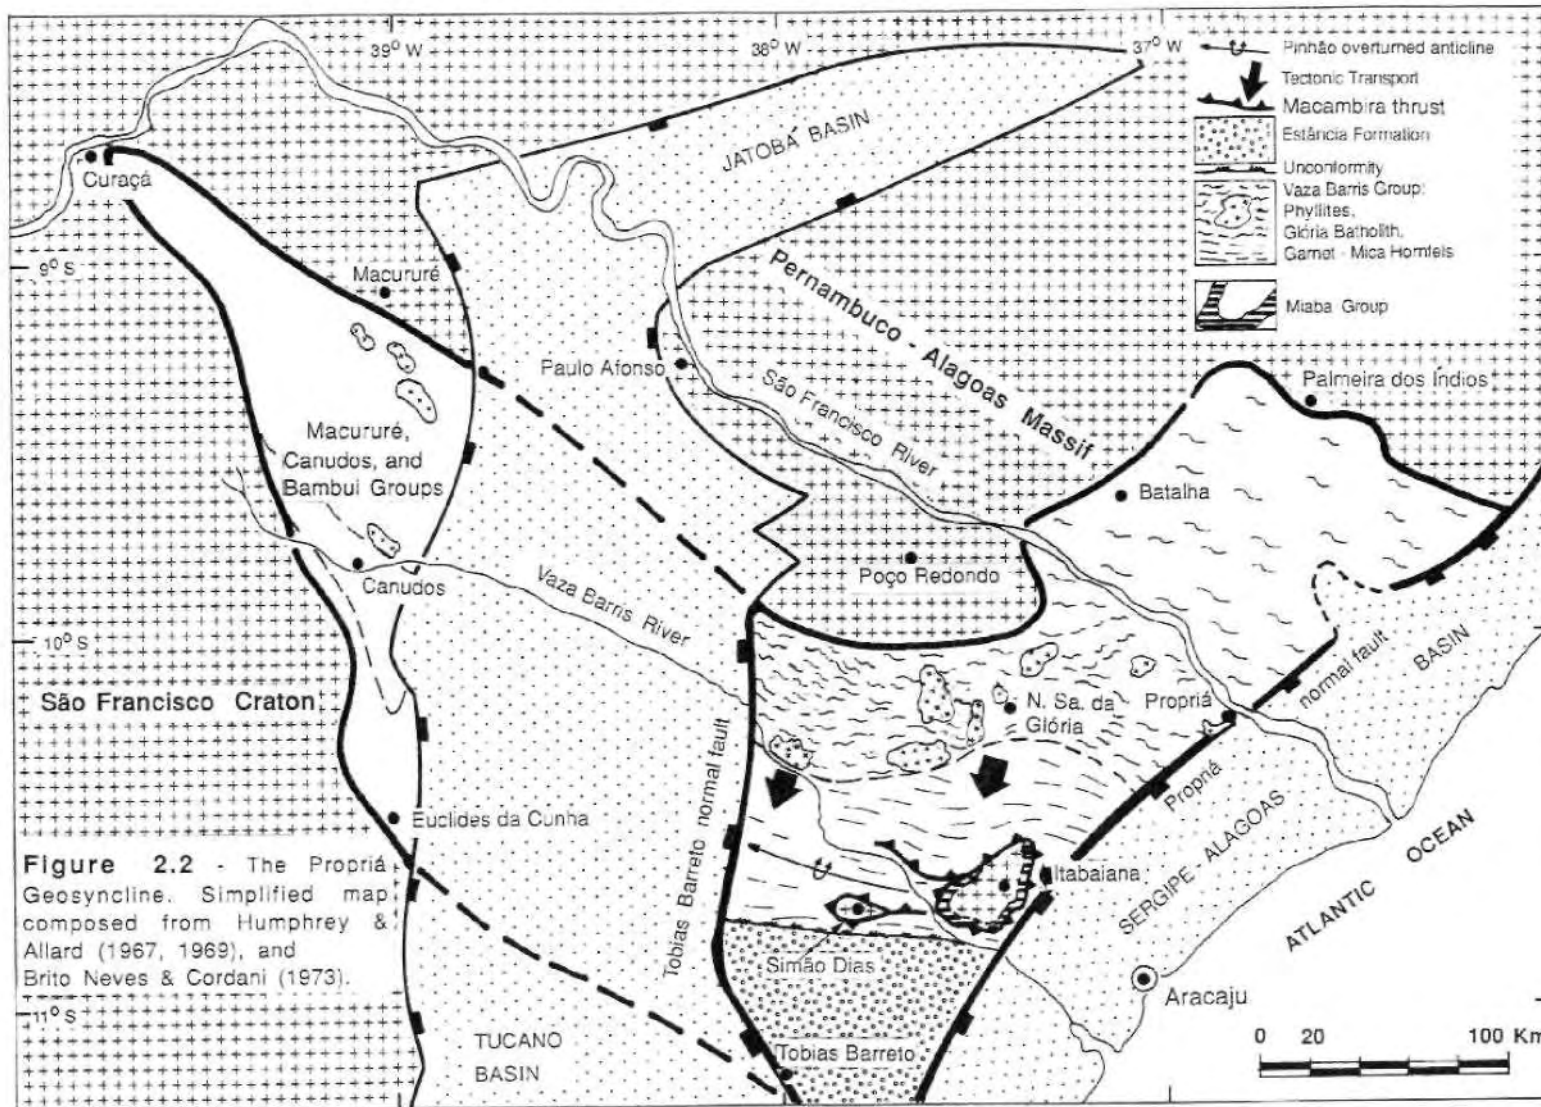 39° W
38° W
37° W
Pinhão overturned anticline
Tectonic Transport
Macambira thrust
Estância Formation
Unconformity
Vaza Barris Group:
Phyllites,
Glória Batholith,
Garnet - Mica Hornfels
Miaba Group
JATOBÁ BASIN
Curaçá
9° S
Macururé
Pernambuco - Alagoas Massif
Paulo Afonso
São Francisco River
Palmeira dos Índios
Macururé,
Canudos, and
Bambuí Groups
Batalha
Canudos
Vaza Barris River
Poço Redondo
10° S
São Francisco Craton
N. Sa. da
Glória
Propriá
Propriá normal fault
SERGIPE ALAGOAS BASIN
Tobias Barreto normal fault
Euclides da Cunha
ATLANTIC OCEAN
Itabaiana
Simão Dias
Aracaju
Figure 2.2 - The Propriá
Geosyncline. Simplified map
composed from Humphrey &
Allard (1967, 1969), and
Brito Neves & Cordani (1973).
11° S
TUCANO
BASIN
Tobias Barreto
0 20 100 Km